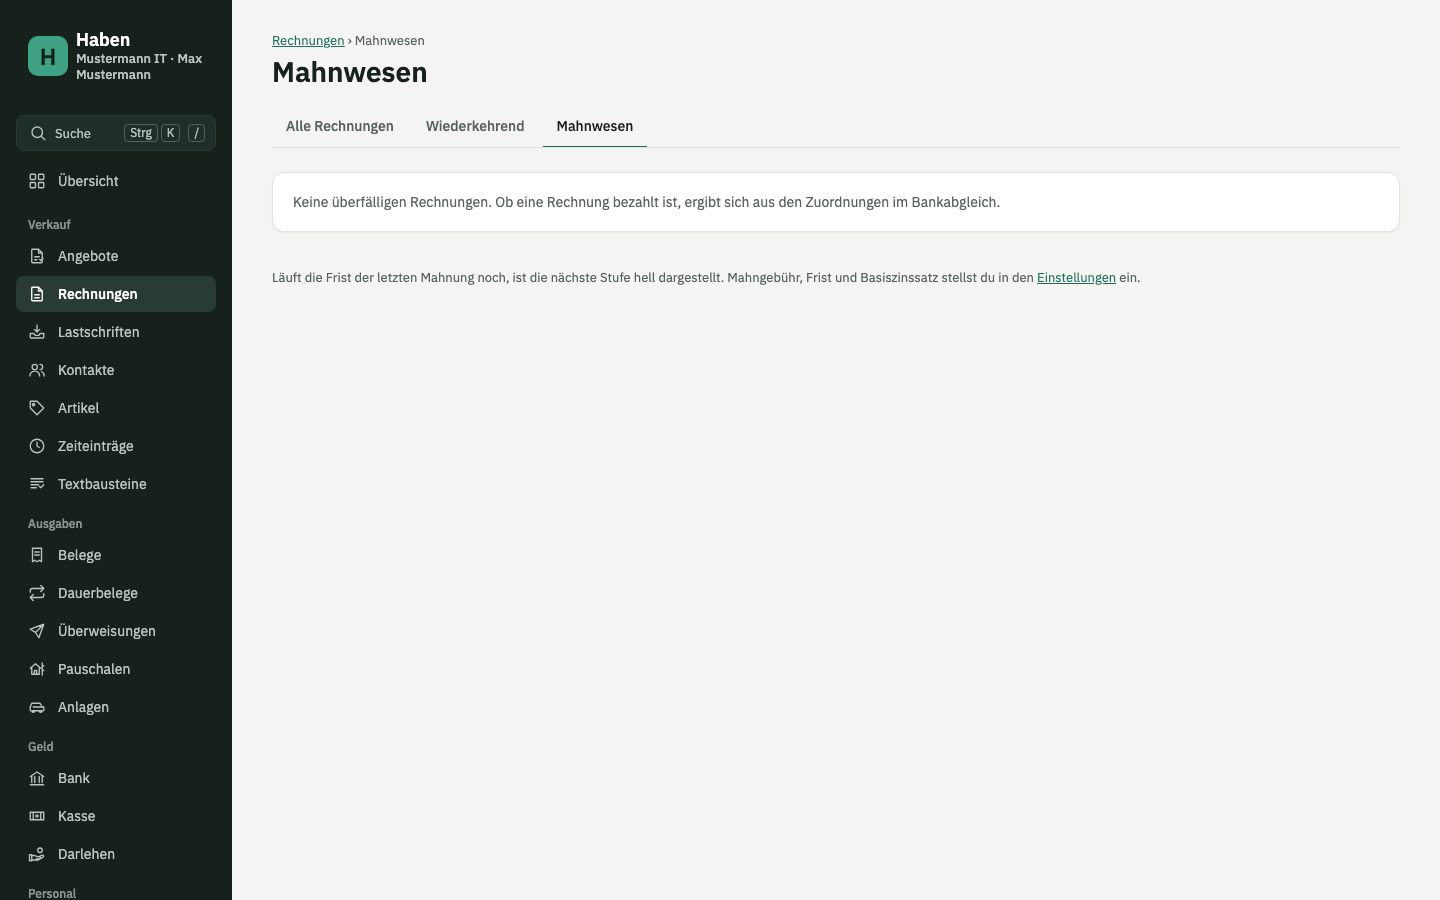 H
Haben
Mustermann IT · Max
Mustermann
Suche Strg K /
Übersicht
Verkauf
Angebote
Rechnungen
Lastschriften
Kontakte
Artikel
Zeiteinträge
Textbausteine
Ausgaben
Belege
Dauerbelege
Überweisungen
Pauschalen
Anlagen
Geld
Bank
Kasse
Darlehen
Personal
Rechnungen › Mahnwesen
Mahnwesen
Alle Rechnungen Wiederkehrend Mahnwesen
Keine überfälligen Rechnungen. Ob eine Rechnung bezahlt ist, ergibt sich aus den Zuordnungen im Bankabgleich.
Läuft die Frist der letzten Mahnung noch, ist die nächste Stufe hell dargestellt. Mahngebühr, Frist und Basiszinssatz stellst du in den Einstellungen ein.